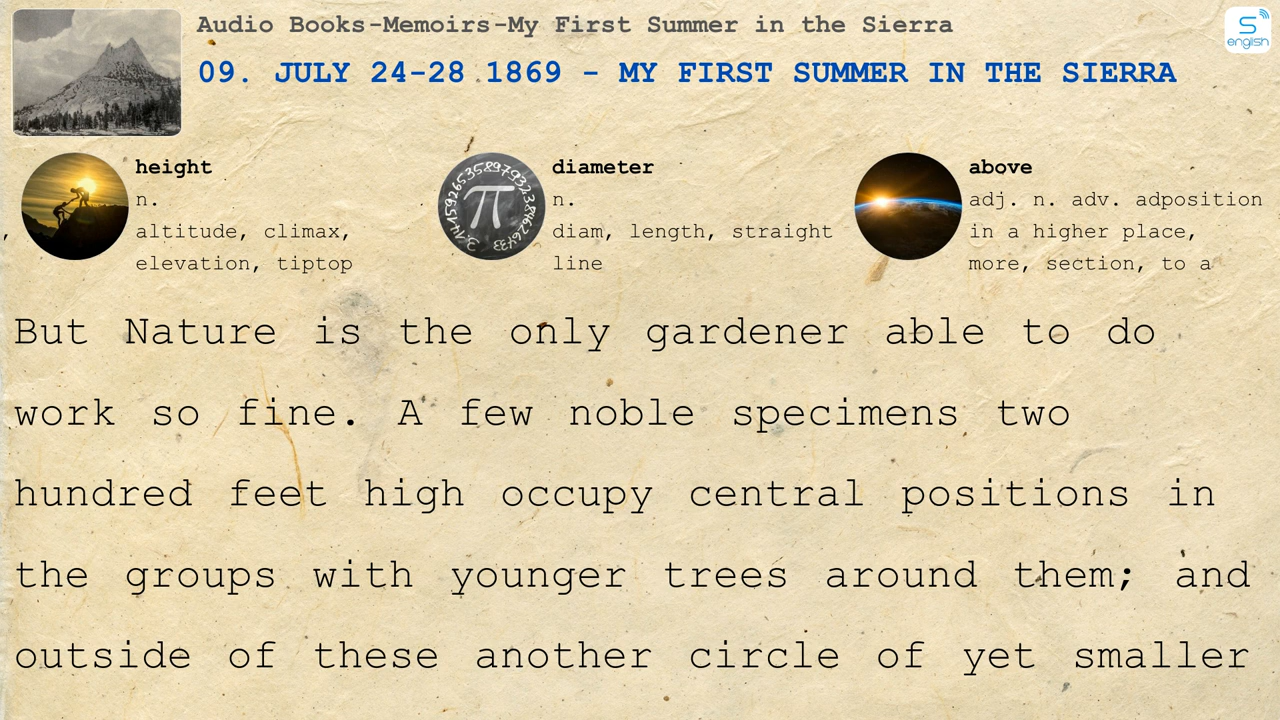 Audio Books-Memoirs-My First Summer in the Sierra
09. JULY 24-28 1869 - MY FIRST SUMMER IN THE SIERRA
S
english
height
n.
altitude, climax,
elevation, tiptop
diameter
n.
diam, length, straight
line
above
adj. n. adv. adposition
in a higher place,
more, section, to a
But Nature is the only gardener able to do
work so fine. A few noble specimens two
hundred feet high occupy central positions in
the groups with younger trees around them; and
outside of these another circle of yet smaller